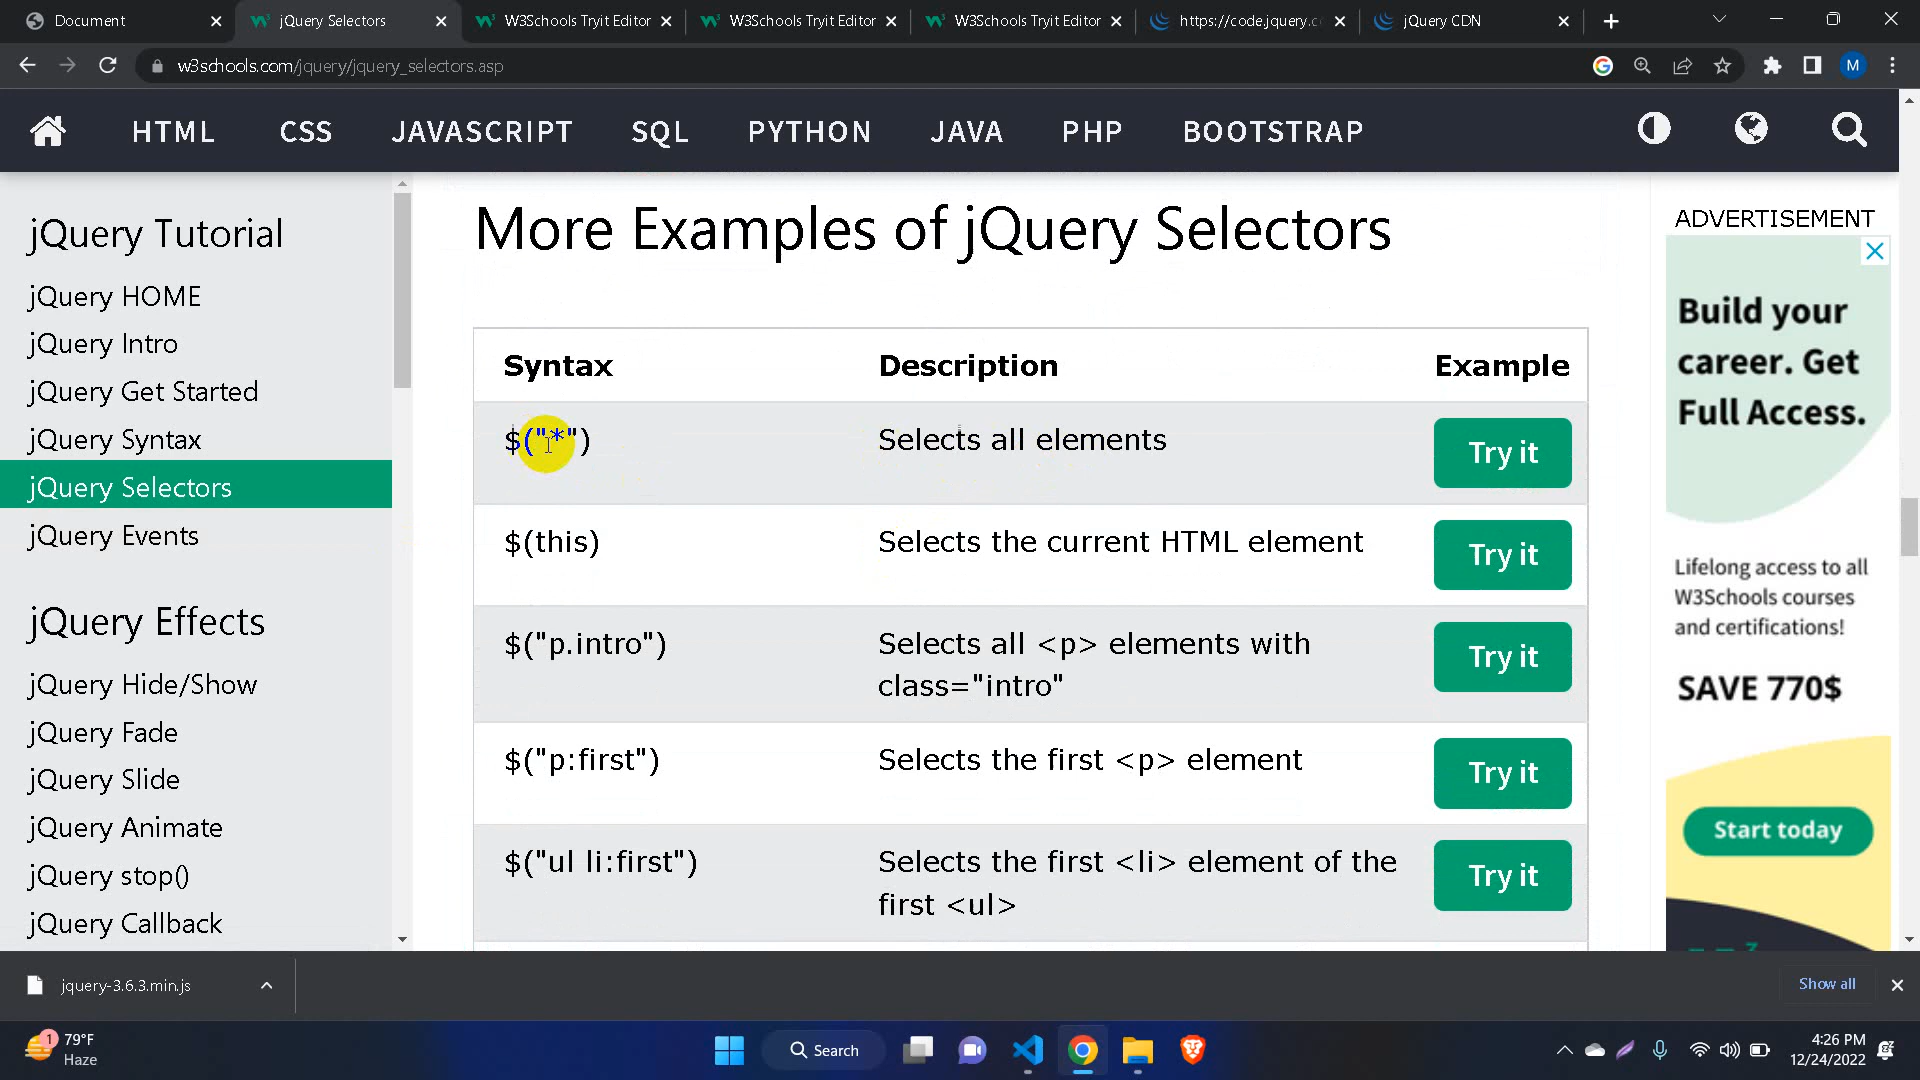 Document
jQuery Selectors
W3Schools Tryit Editor
W3Schools Tryit Editor
W3Schools Tryit Editor
https://code.jquery.c
jQuery CDN
w3schools.com/jquery/jquery_selectors.asp
M
HTML
CSS
JAVASCRIPT
SQL
PYTHON
JAVA
PHP
BOOTSTRAP
jQuery Tutorial
jQuery HOME
jQuery Intro
jQuery Get Started
jQuery Syntax
jQuery Selectors
jQuery Events
jQuery Effects
jQuery Hide/Show
jQuery Fade
jQuery Slide
jQuery Animate
jQuery stop()
jQuery Callback
More Examples of jQuery Selectors
Syntax Description Example
$("*") Selects all elements Try it
$(this) Selects the current HTML element Try it
$("p.intro") Selects all <p> elements with
class="intro" Try it
$("p:first") Selects the first <p> element Try it
$("ul li:first") Selects the first <li> element of the
first <ul> Try it
ADVERTISEMENT
Build your
career. Get
Full Access.
Lifelong access to all
W3Schools courses
and certifications!
SAVE 770$
Start today
jquery-3.6.3.min.js
Show all
1
79°F
Haze
Search
4:26 PM
12/24/2022